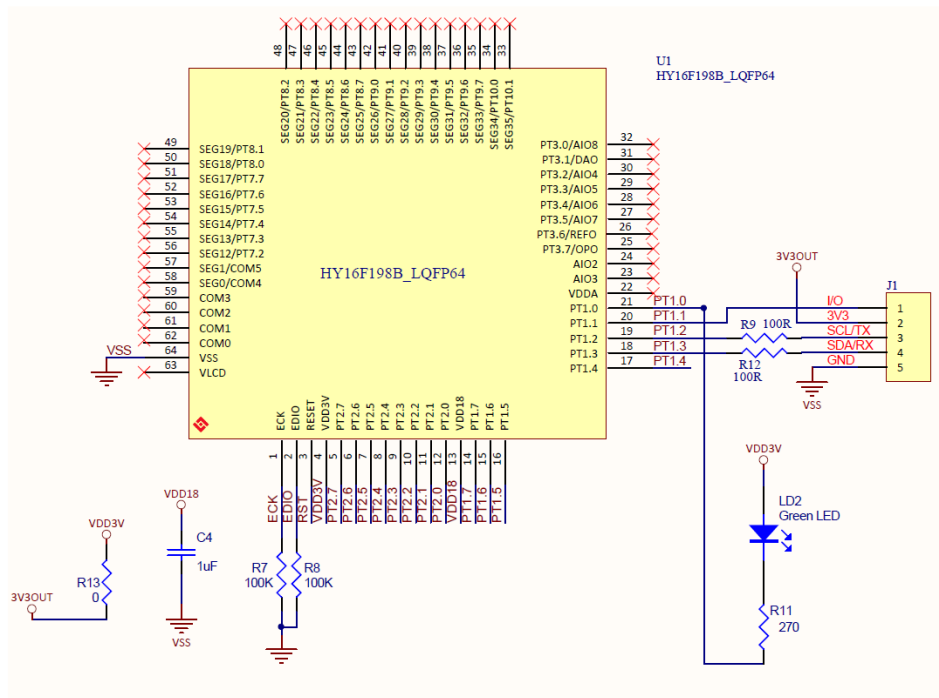 U1
HY16F198B_LQFP64
48 47 46 45 44 43 42 41 40 39 38 37 36 35 34 33
SEG20/PT8.2
SEG21/PT8.3
SEG22/PT8.4
SEG23/PT8.5
SEG24/PT8.6
SEG25/PT8.7
SEG26/PT9.0
SEG27/PT9.1
SEG28/PT9.2
SEG29/PT9.3
SEG30/PT9.4
SEG31/PT9.5
SEG32/PT9.6
SEG33/PT9.7
SEG34/PT10.0
SEG35/PT10.1
49 SEG19/PT8.1
50 SEG18/PT8.0
51 SEG17/PT7.7
52 SEG16/PT7.6
53 SEG15/PT7.5
54 SEG14/PT7.4
55 SEG13/PT7.3
56 SEG12/PT7.2
57 SEG1/COM5
58 SEG0/COM4
59 COM3
60 COM2
61 COM1
62 COM0
VSS 64 VSS
63 VLCD
HY16F198B_LQFP64
PT3.0/AIO8 32
PT3.1/DAO 31
PT3.2/AIO4 30
PT3.3/AIO5 29
PT3.4/AIO6 28
PT3.5/AIO7 27
PT3.6/REFO 26
PT3.7/OPO 25
AIO2 24
AIO3 23
VDDA 22
PT1.0 21 PT1.0
PT1.1 20 PT1.1
PT1.2 19 PT1.2
PT1.3 18 PT1.3
PT1.4 17 PT1.4
3V3OUT
J1
I/O 1
3V3 2
SCL/TX 3
SDA/RX 4
GND 5
R9 100R
R12
100R
VSS
ECK
EDIO
RESET
VDD3V
PT2.7
PT2.6
PT2.5
PT2.4
PT2.3
PT2.2
PT2.1
PT2.0
VDD18
PT1.7
PT1.6
PT1.5
1 2 3 4 5 6 7 8 9 10 11 12 13 14 15 16
ECK
EDIO
RST
VDD3V
PT2.7
PT2.6
PT2.5
PT2.4
PT2.3
PT2.2
PT2.1
PT2.0
VDD18
PT1.7
PT1.6
PT1.5
VDD3V
R13
0
3V3OUT
VDD18
C4
1uF
VSS
R7
100K
R8
100K
VDD3V
LD2
Green LED
R11
270